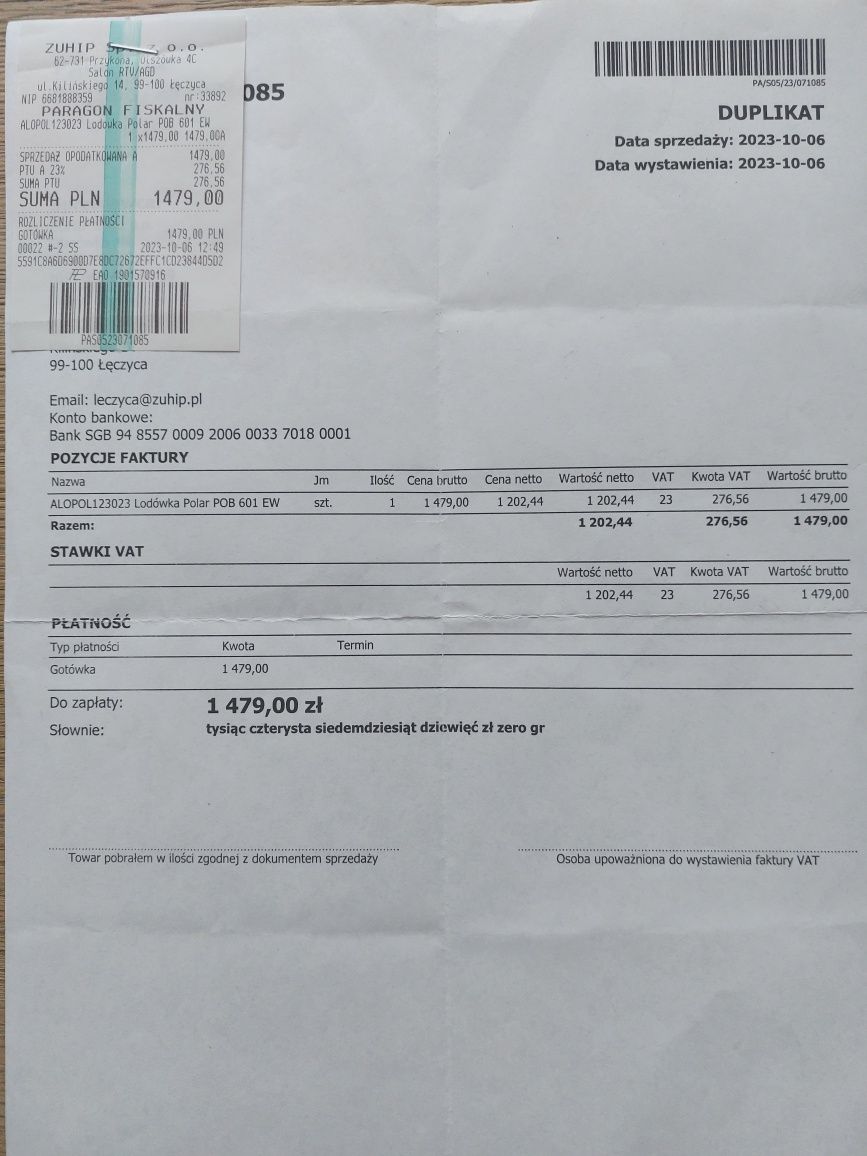 ZUHIP Sp. z o.o.
62-731 Przykona, Olszówka 4C
Salon RTV/AGD
ul.Kilińskiego 14, 99-100 Łęczyca
NIP 6681888359 nr:33892
PARAGON FISKALNY
ALOPOL123023 Lodówka Polar POB 601 EW
1 x1479,00 1479,00A
SPRZEDAŻ OPODATKOWANA A 1479,00
PTU A 23% 276,56
SUMA PTU 276,56
SUMA PLN 1479,00
ROZLICZENIE PŁATNOŚCI
GOTÓWKA 1479,00 PLN
00022 #-2 SS 2023-10-06 12:49
5591C8A6D6900D7E8DC72672EFFC1CD23844D5D2
EAO 1901570916
PAS0523071085
085
PA/S05/23/071085
DUPLIKAT
Data sprzedaży: 2023-10-06
Data wystawienia: 2023-10-06
99-100 Łęczyca
Email: leczyca@zuhip.pl
Konto bankowe:
Bank SGB 94 8557 0009 2006 0033 7018 0001
POZYCJE FAKTURY
Nazwa Jm Ilość Cena brutto Cena netto Wartość netto VAT Kwota VAT Wartość brutto
ALOPOL123023 Lodówka Polar POB 601 EW szt. 1 1 479,00 1 202,44 1 202,44 23 276,56 1 479,00
Razem: 1 202,44 276,56 1 479,00
STAWKI VAT
Wartość netto VAT Kwota VAT Wartość brutto
1 202,44 23 276,56 1 479,00
PŁATNOŚĆ
Typ płatności Kwota Termin
Gotówka 1 479,00
Do zapłaty: 1 479,00 zł
Słownie: tysiąc czterysta siedemdziesiąt dziewięć zł zero gr
Towar pobrałem w ilości zgodnej z dokumentem sprzedaży
Osoba upoważniona do wystawienia faktury VAT